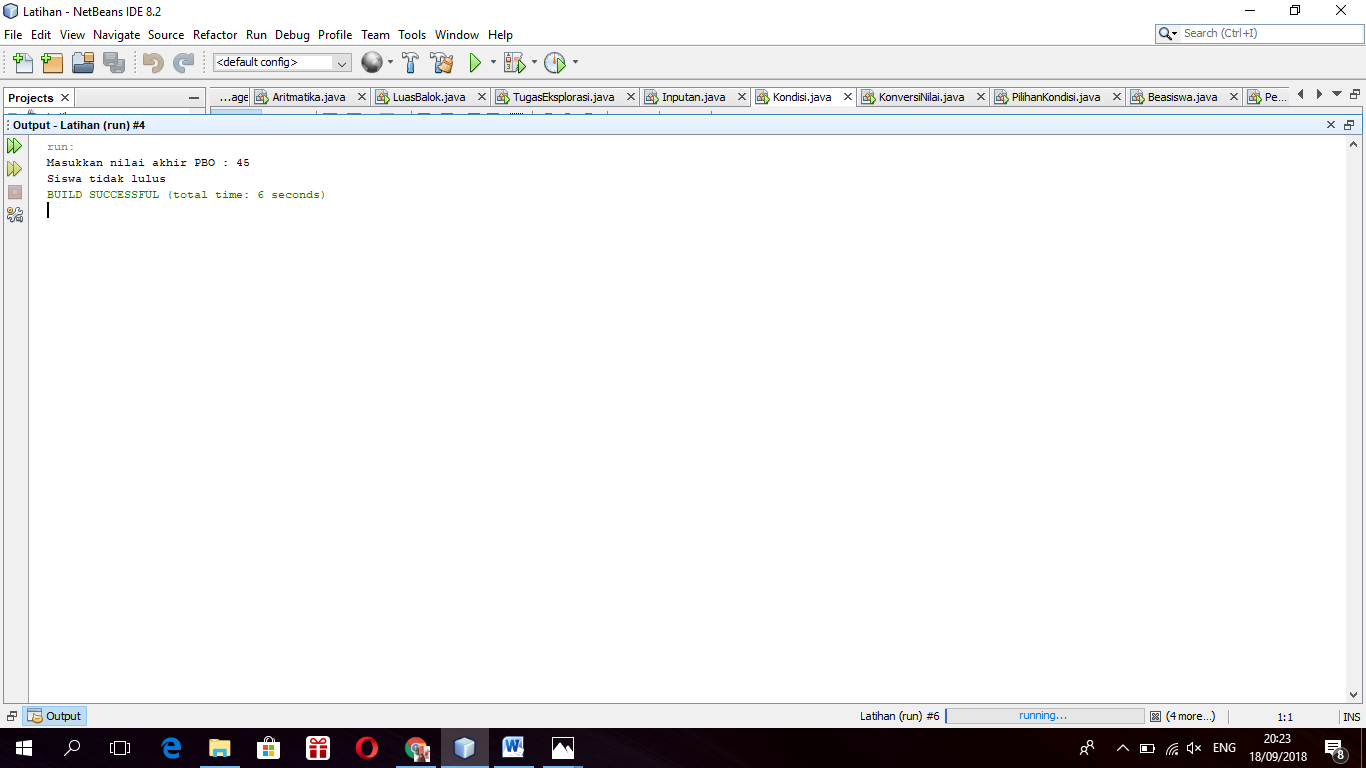 Latihan - NetBeans IDE 8.2
File Edit View Navigate Source Refactor Run Debug Profile Team Tools Window Help
Search (Ctrl+I)
<default config>
Projects
...age Aritmatika.java LuasBalok.java TugasEksplorasi.java Inputan.java Kondisi.java KonversiNilai.java PilihanKondisi.java Beasiswa.java Pe...
Output - Latihan (run) #4
run:
Masukkan nilai akhir PBO : 45
Siswa tidak lulus
BUILD SUCCESSFUL (total time: 6 seconds)
Output
Latihan (run) #6 running... (4 more...) 1:1 INS
ENG
20:23
18/09/2018
8